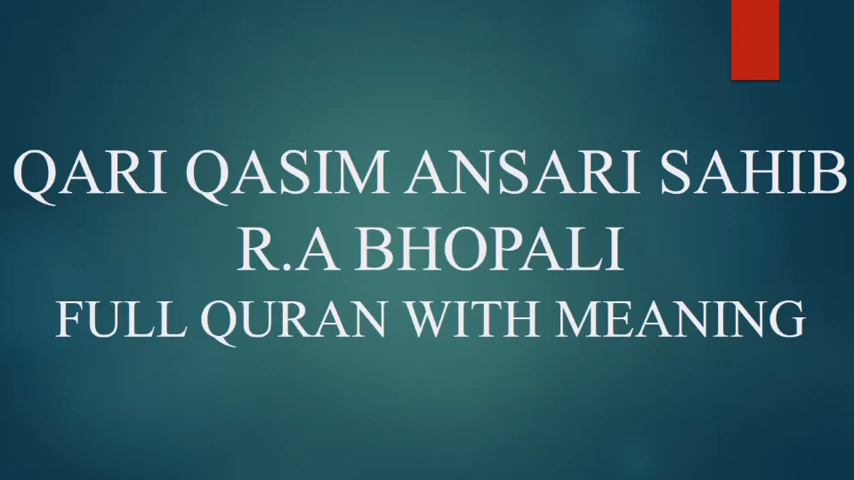 QARI QASIM ANSARI SAHIB
R.A BHOPALI
FULL QURAN WITH MEANING